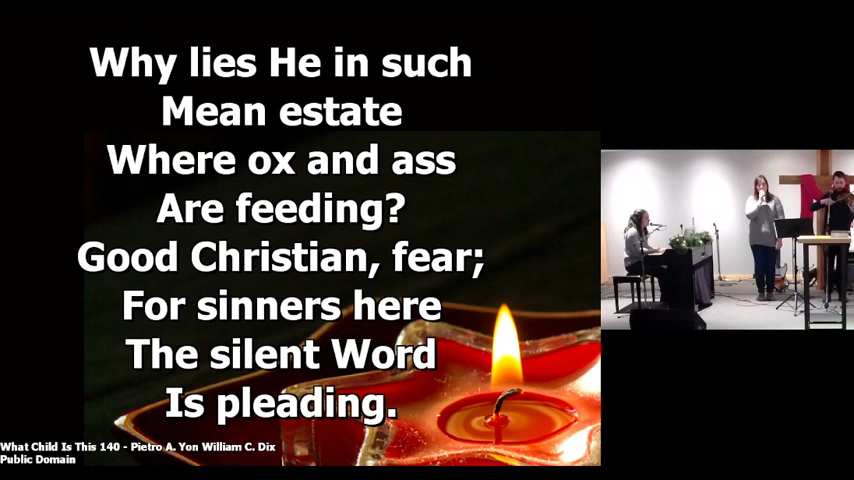 Why lies He in such
Mean estate
Where ox and ass
Are feeding?
Good Christian, fear;
For sinners here
The silent Word
Is pleading.
What Child Is This 140 - Pietro A. Yon William C. Dix
Public Domain